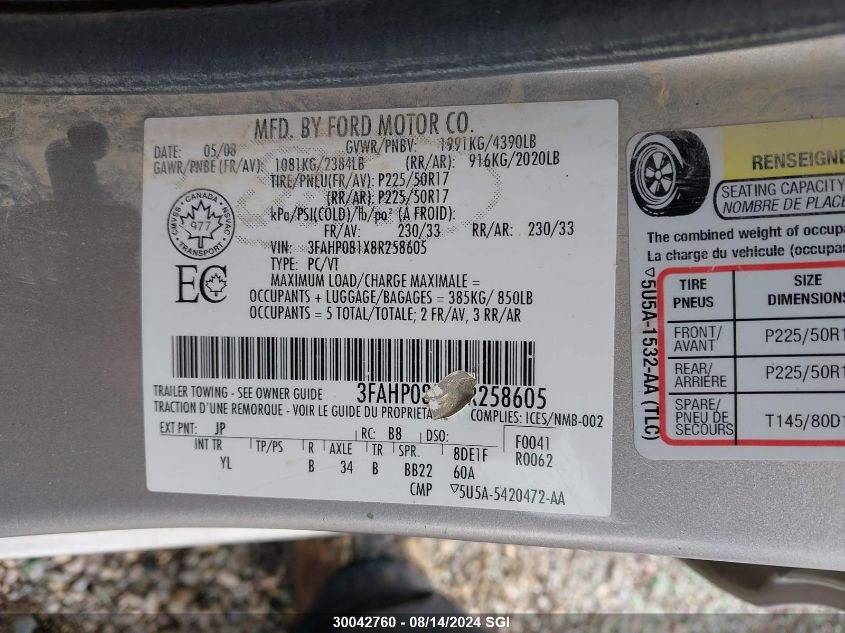 MFD. BY FORD MOTOR CO.
DATE: 05/08 GVWR/PNBV: 1991KG/4390LB
GAWR/PNBE (FR/AV): 1081KG/2384LB (RR/AR): 916KG/2020LB
TIRE/PNEU(FR/AV): P225/50R17
(RR/AR): P225/50R17
kPa/PSI(COLD)/lb/po² (A FROID):
FR/AV: 230/33 RR/AR: 230/33
VIN: 3FAHP081X8R258605
TYPE: PC/VT
MAXIMUM LOAD/CHARGE MAXIMALE =
OCCUPANTS + LUGGAGE/BAGAGES = 385KG/ 850LB
OCCUPANTS = 5 TOTAL/TOTALE; 2 FR/AV, 3 RR/AR
CANADA
CMVSS NSVAC
977
TRANSPORT
EC
TRAILER TOWING - SEE OWNER GUIDE 3FAHP08 R258605
TRACTION D'UNE REMORQUE - VOIR LE GUIDE DU PROPRIETA COMPLIES: ICES/NMB-002
EXT PNT: JP RC: B8 DSO: F0041
INT TR TP/PS R AXLE TR SPR. 8DE1F R0062
YL B 34 B BB22 60A
CMP ▽5U5A-5420472-AA
RENSEIGNE
SEATING CAPACITY
NOMBRE DE PLACE
The combined weight of occupa
La charge du véhicule (occupa
TIRE PNEUS SIZE DIMENSIONS
FRONT/ AVANT P225/50R1
REAR/ ARRIÈRE P225/50R1
SPARE/ PNEU DE SECOURS T145/80D1
▽5U5A-1532-AA (TLC)
30042760 - 08/14/2024 SGI